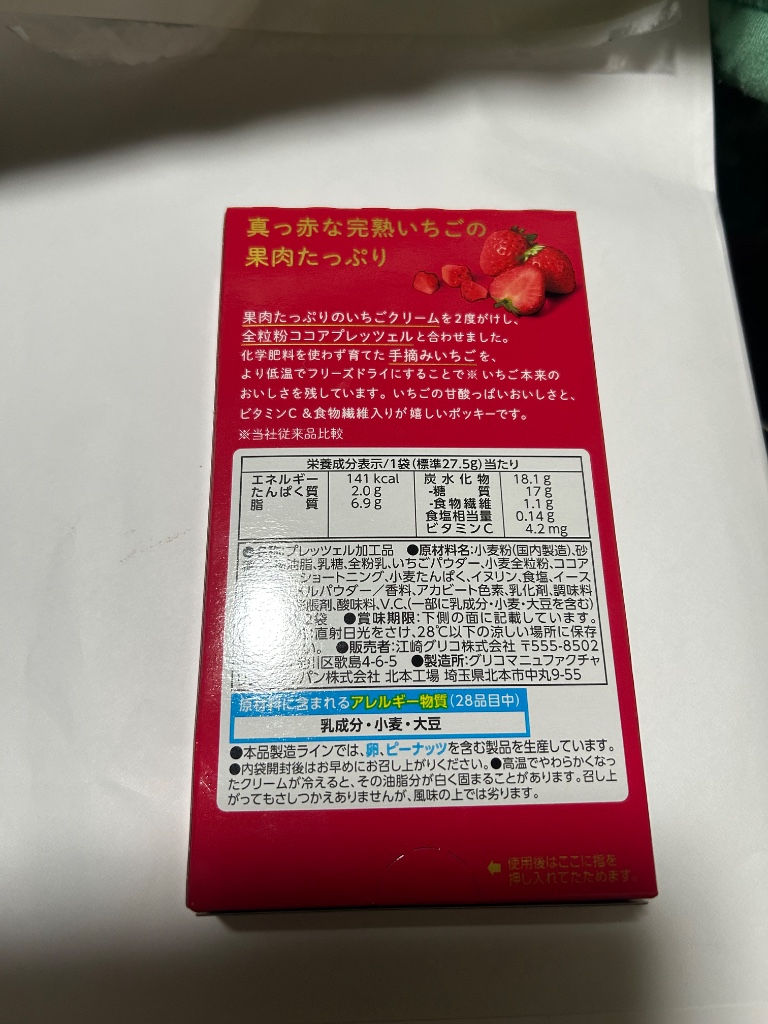 真っ赤な完熟いちごの
果肉たっぷり
果肉たっぷりのいちごクリームを2度がけし、
全粒粉ココアプレッツェルと合わせました。
化学肥料を使わず育てた手摘みいちごを、
より低温でフリーズドライにすることで※いちご本来の
おいしさを残しています。いちごの甘酸っぱいおいしさと、
ビタミンC&食物繊維入りが嬉しいポッキーです。
※当社従来品比較
栄養成分表示/1袋(標準27.5g)当たり
エネルギー 141 kcal 炭水化物 18.1 g
たんぱく質 2.0 g -糖質 17 g
脂質 6.9 g -食物繊維 1.1 g
食塩相当量 0.14 g
ビタミンC 4.2 mg
プレッツェル加工品 ●原材料名:小麦粉(国内製造)、砂
油脂、乳糖、全粉乳、いちごパウダー、小麦全粒粉、ココア
ショートニング、小麦たんぱく、イヌリン、食塩、イース
ルパウダー/香料、アカビート色素、乳化剤、調味料
膨脹剤、酸味料、V.C、(一部に乳成分・小麦・大豆を含む)
2袋 ●賞味期限:下側の面に記載しています。
:直射日光をさけ、28℃以下の涼しい場所に保存
い。 ●販売者:江崎グリコ株式会社 〒555-8502
川区歌島4-6-5 ●製造所:グリコマニュファクチャ
パン株式会社 北本工場 埼玉県北本市中丸9-55
原材料に含まれるアレルギー物質(28品目中)
乳成分・小麦・大豆
●本品製造ラインでは、卵、ピーナッツを含む製品を生産しています。
●内袋開封後はお早めにお召し上がりください。●高温でやわらかくなっ
たクリームが冷えると、その油脂分が白く固まることがあります。召し上
がってもさしつかえありませんが、風味の上では劣ります。
使用後はここに指を
押し入れてたためます。